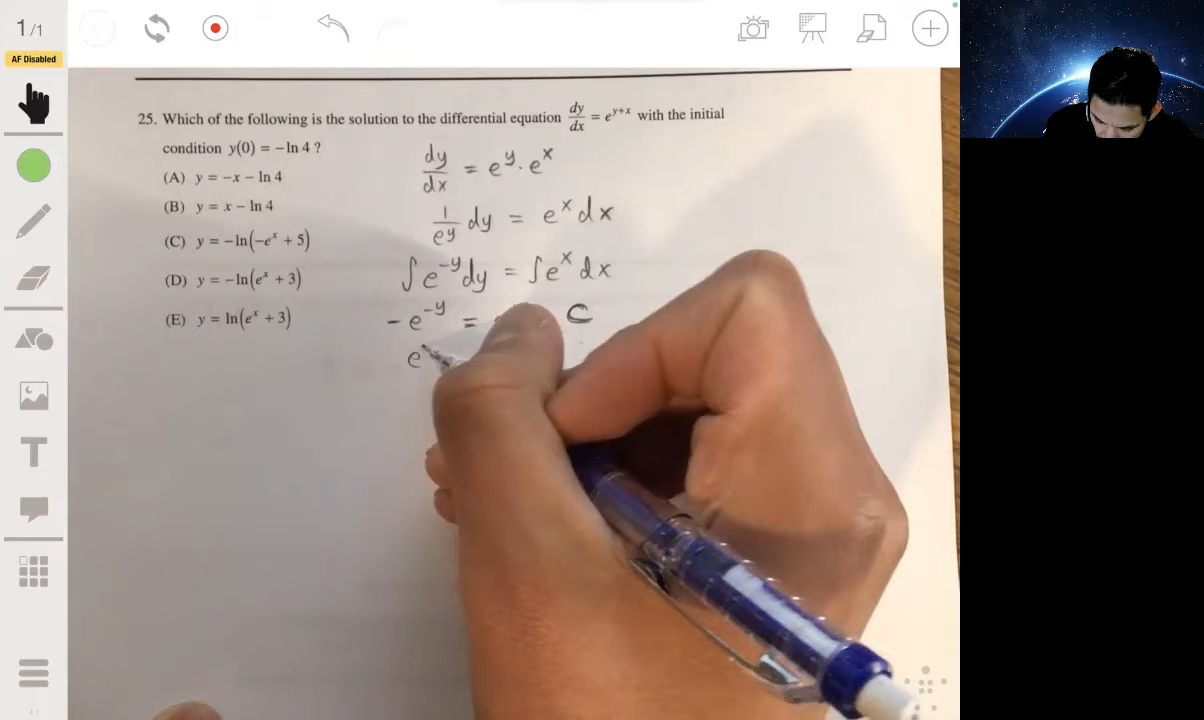 1/1
AF Disabled
25. Which of the following is the solution to the differential equation dy/dx = e^{y+x} with the initial
condition y(0) = −ln 4 ?
(A) y = −x − ln 4
(B) y = x − ln 4
(C) y = −ln(−e^x + 5)
(D) y = −ln(e^x + 3)
(E) y = ln(e^x + 3)
dy/dx = e^y · e^x
1/e^y dy = e^x dx
∫e^{-y} dy = ∫e^x dx
-e^{-y} = C
e
T